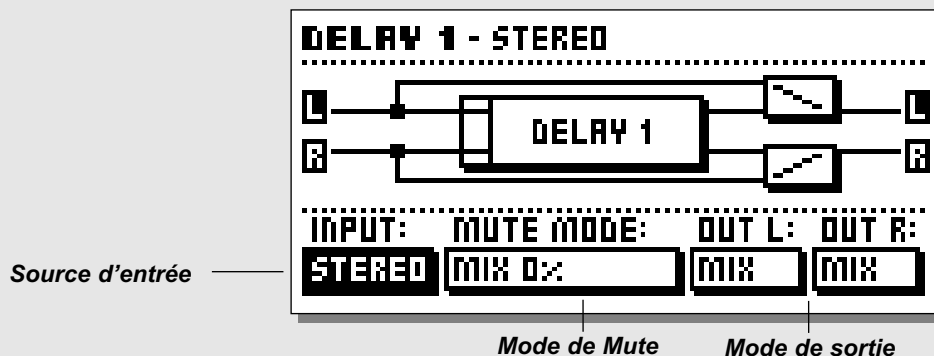 DELAY 1 - STEREO
L L
DELAY 1
R R
INPUT: MUTE MODE: OUT L: OUT R:
Source d'entrée STEREO MIX 0% MIX MIX
Mode de Mute Mode de sortie